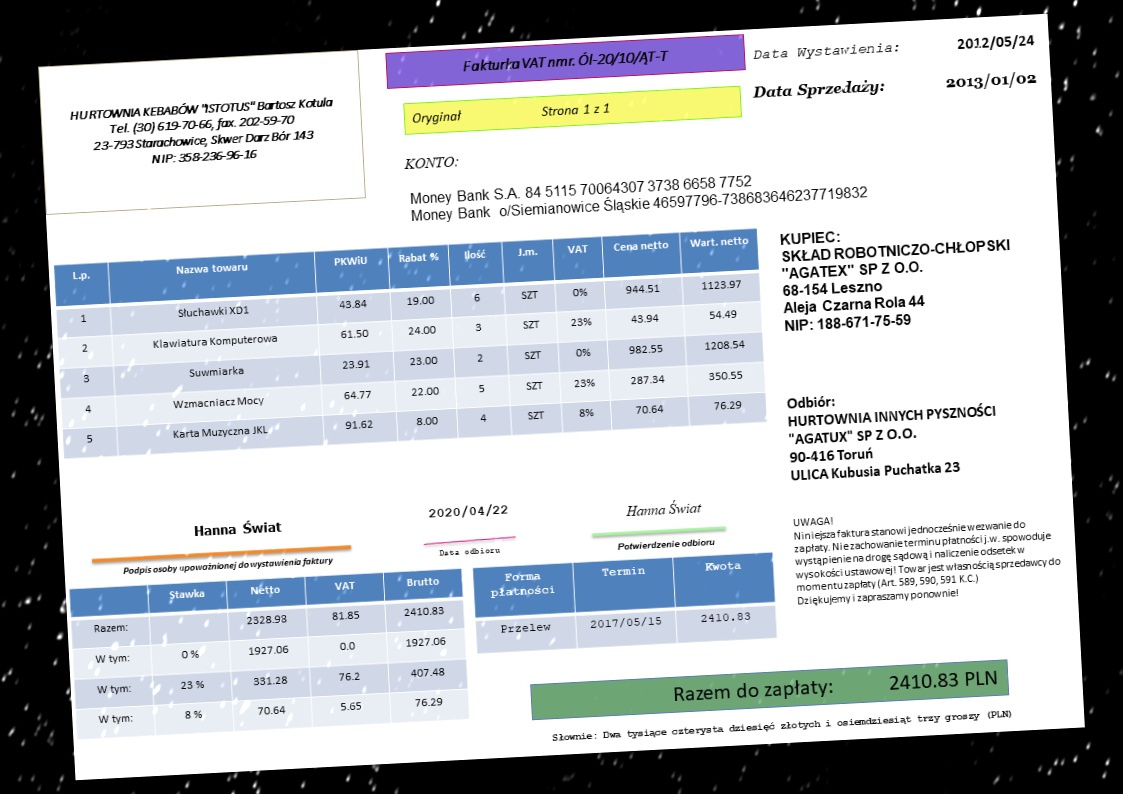 HURTOWNIA KEBABÓW "ISTOTUS" Bartosz Kotula
Tel. (30) 619-70-66, fax. 202-59-70
23-793 Starachowice, Skwer Darz Bór 143
NIP: 358-236-96-16
Fakturka VAT nmr. Ól-20/10/ĄT-T
Oryginał Strona 1 z 1
Data Wystawienia: 2012/05/24
Data Sprzedaży: 2013/01/02
KONTO:
Money Bank S.A. 84 5115 70064307 3738 6658 7752
Money Bank o/Siemianowice Śląskie 46597796-738683646237719832
L.p. Nazwa towaru PKWiU Rabat % Ilość J.m. VAT Cena netto Wart. netto
1 Słuchawki XD1 43.84 19.00 6 SZT 0% 944.51 1123.97
2 Klawiatura Komputerowa 61.50 24.00 3 SZT 23% 43.94 54.49
3 Suwmiarka 23.91 23.00 2 SZT 0% 982.55 1208.54
4 Wzmacniacz Mocy 64.77 22.00 5 SZT 23% 287.34 350.55
5 Karta Muzyczna JKL 91.62 8.00 4 SZT 8% 70.64 76.29
KUPIEC:
SKŁAD ROBOTNICZO-CHŁOPSKI
"AGATEX" SP Z O.O.
68-154 Leszno
Aleja Czarna Rola 44
NIP: 188-671-75-59
Odbiór:
HURTOWNIA INNYCH PYSZNOŚCI
"AGATUX" SP Z O.O.
90-416 Toruń
ULICA Kubusia Puchatka 23
Hanna Świat
Podpis osoby upoważnionej do wystawienia faktury
2020/04/22
Data odbioru
Hanna Świat
Potwierdzenie odbioru
UWAGA!
Niniejsza faktura stanowi jednocześnie wezwanie do
zapłaty. Nie zachowanie terminu płatności j.w. spowoduje
wystąpienie na drogę sądową i naliczenie odsetek w
wysokości ustawowej! Towar jest własnością sprzedawcy do
momentu zapłaty (Art. 589, 590, 591 K.C.)
Dziękujemy i zapraszamy ponownie!
Stawka Netto VAT Brutto
Razem: 2328.98 81.85 2410.83
W tym: 0 % 1927.06 0.0 1927.06
W tym: 23 % 331.28 76.2 407.48
W tym: 8 % 70.64 5.65 76.29
Forma płatności Termin Kwota
Przelew 2017/05/15 2410.83
Razem do zapłaty: 2410.83 PLN
Słownie: Dwa tysiące czterysta dziesięć złotych i osiemdziesiąt trzy groszy (PLN)